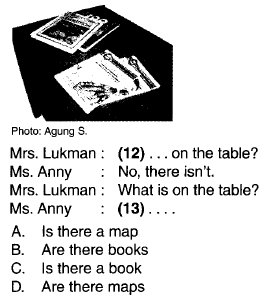 Photo: Agung S.
Mrs. Lukman : (12) . . . on the table?
Ms. Anny : No, there isn't.
Mrs. Lukman : What is on the table?
Ms. Anny : (13) . . . .
A. Is there a map
B. Are there books
C. Is there a book
D. Are there maps